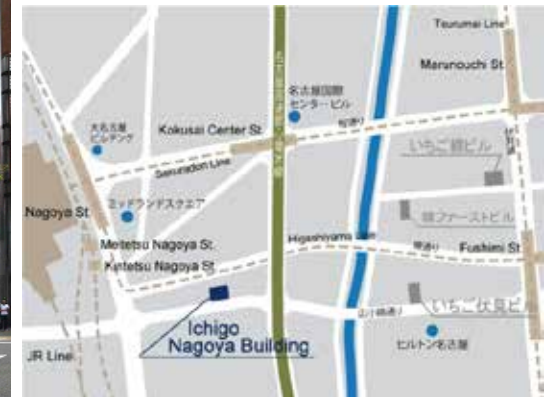 Tsurumai Line
Marunouchi St.
名古屋国際
センタービル
桜通り
Kokusai Center St.
大名古屋
ビルヂング
Sakuradori Line
いちご錦ビル
ミッドランドスクエア
錦ファーストビル
Nagoya St.
Meitetsu Nagoya St.
Kintetsu Nagoya St.
Higashiyama Line
錦通り
Fushimi St.
いちご伏見ビル
山小路通り
Ichigo
Nagoya Building
ヒルトン名古屋
JR Line